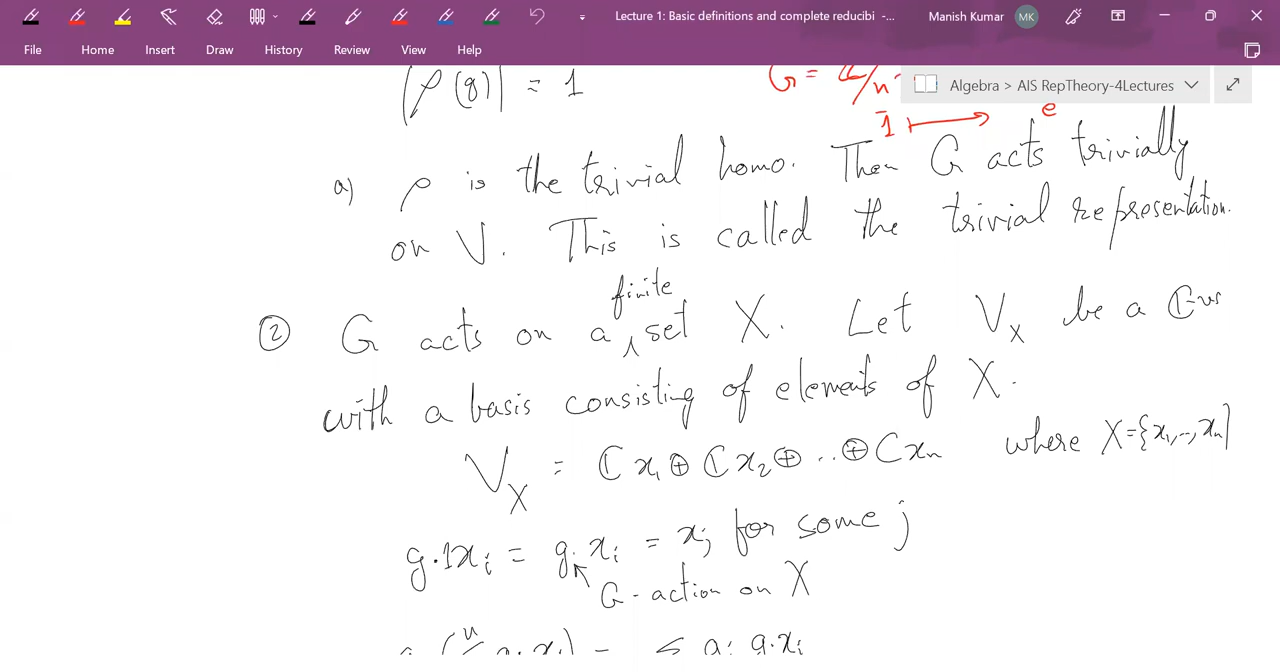 Lecture 1: Basic definitions and complete reducibi -...
Manish Kumar MK
File Home Insert Draw History Review View Help
|ρ(g)| = 1
G = ℤ/n
Algebra > AIS RepTheory-4Lectures
1̄ ↦ e
a) ρ is the trivial homo. Then G acts trivially
on V. This is called the trivial representation.
② G acts on a finite set X. Let V_X be a ℂ-vs
with a basis consisting of elements of X.
V_X = ℂx₁ ⊕ ℂx₂ ⊕ ... ⊕ ℂxₙ where X = {x₁,..,xₙ}
g.1xᵢ = g.xᵢ = xⱼ for some j
G-action on X